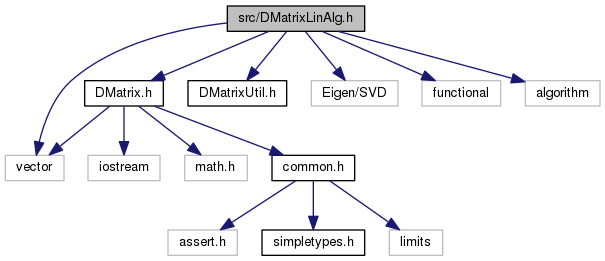 src/DMatrixLinAlg.h
DMatrix.h
DMatrixUtil.h
Eigen/SVD
functional
algorithm
vector
iostream
math.h
common.h
assert.h
simpletypes.h
limits